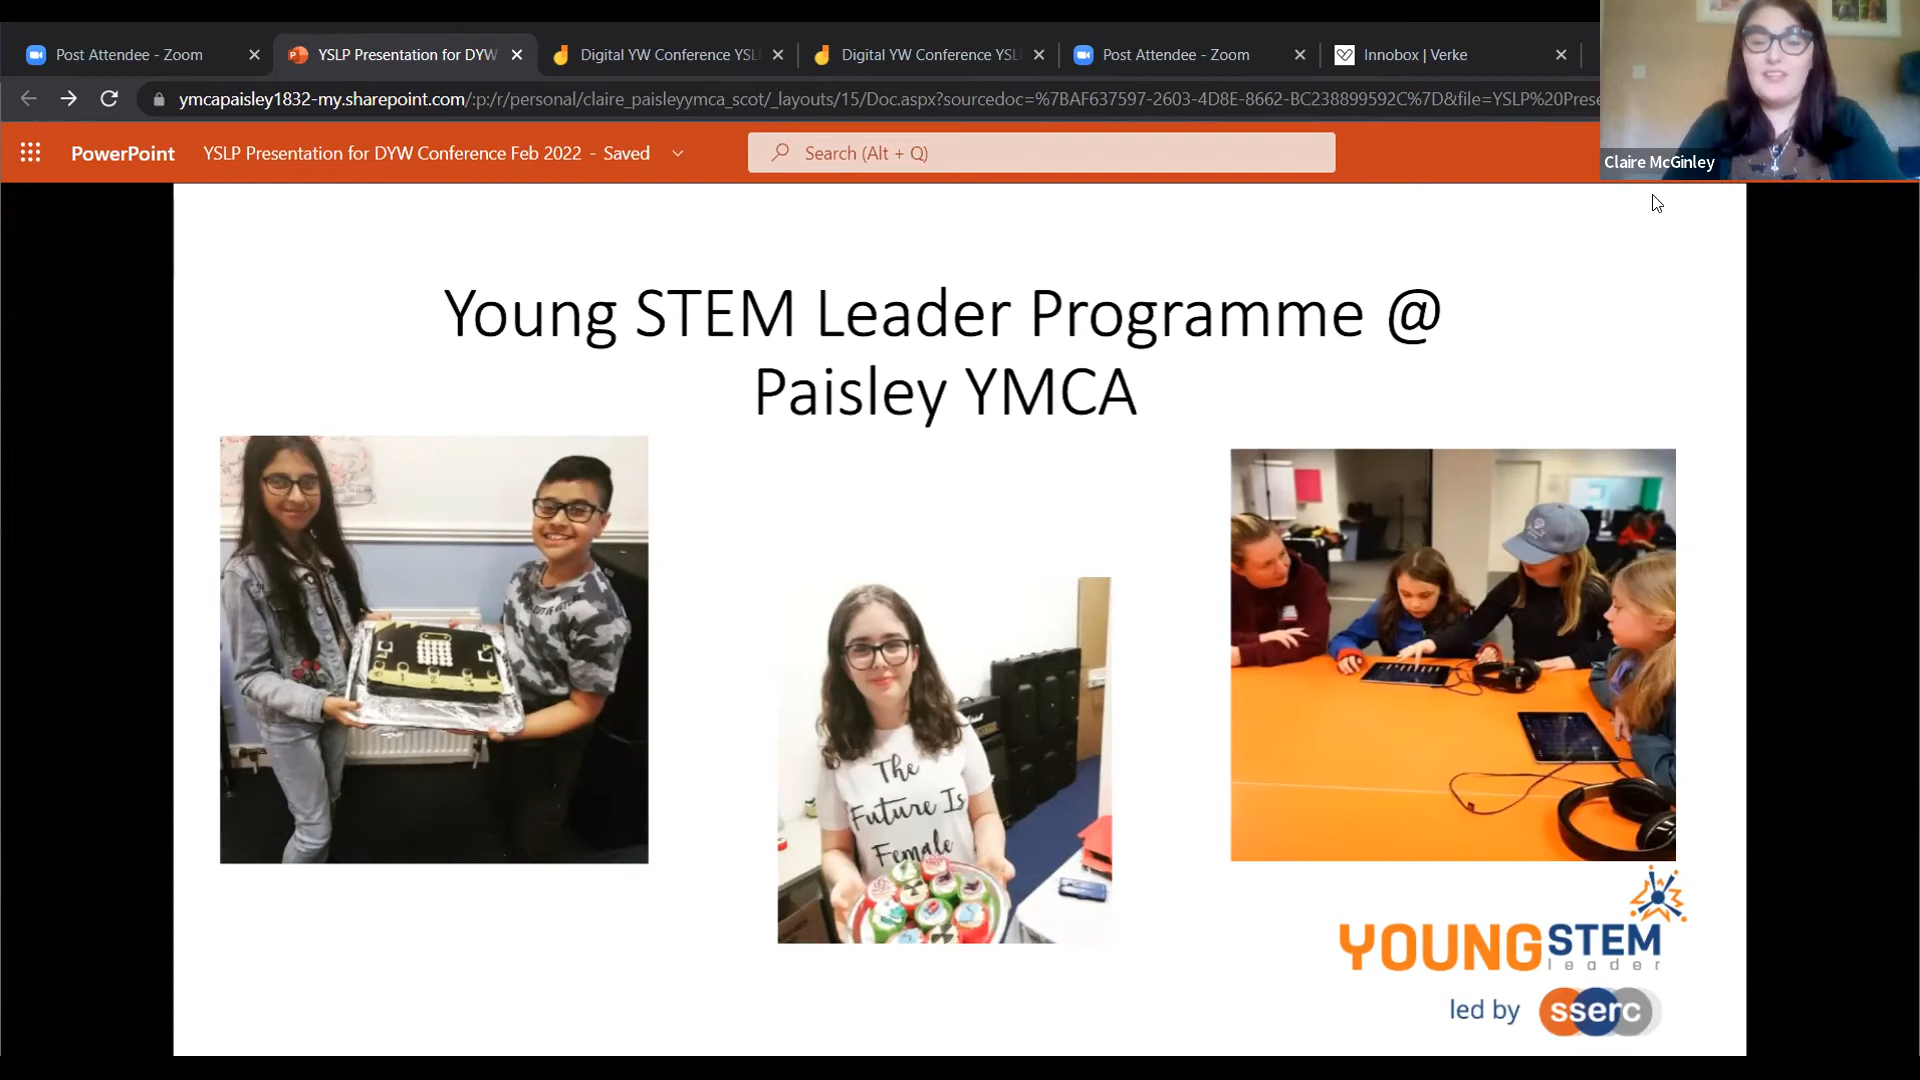 Post Attendee - Zoom
YSLP Presentation for DYW
Digital YW Conference YSL
Digital YW Conference YSL
Post Attendee - Zoom
Innobox | Verke
ymcapaisley1832-my.sharepoint.com/:p:/r/personal/claire_paisleyymca_scot/_layouts/15/Doc.aspx?sourcedoc=%7BAF637597-2603-4D8E-8662-BC238899592C%7D&file=YSLP%20Prese
PowerPoint
YSLP Presentation for DYW Conference Feb 2022 - Saved
Search (Alt + Q)
Claire McGinley
Young STEM Leader Programme @
Paisley YMCA
1 2 3
The
Future Is
Female
YOUNG STEM
leader
led by sserc